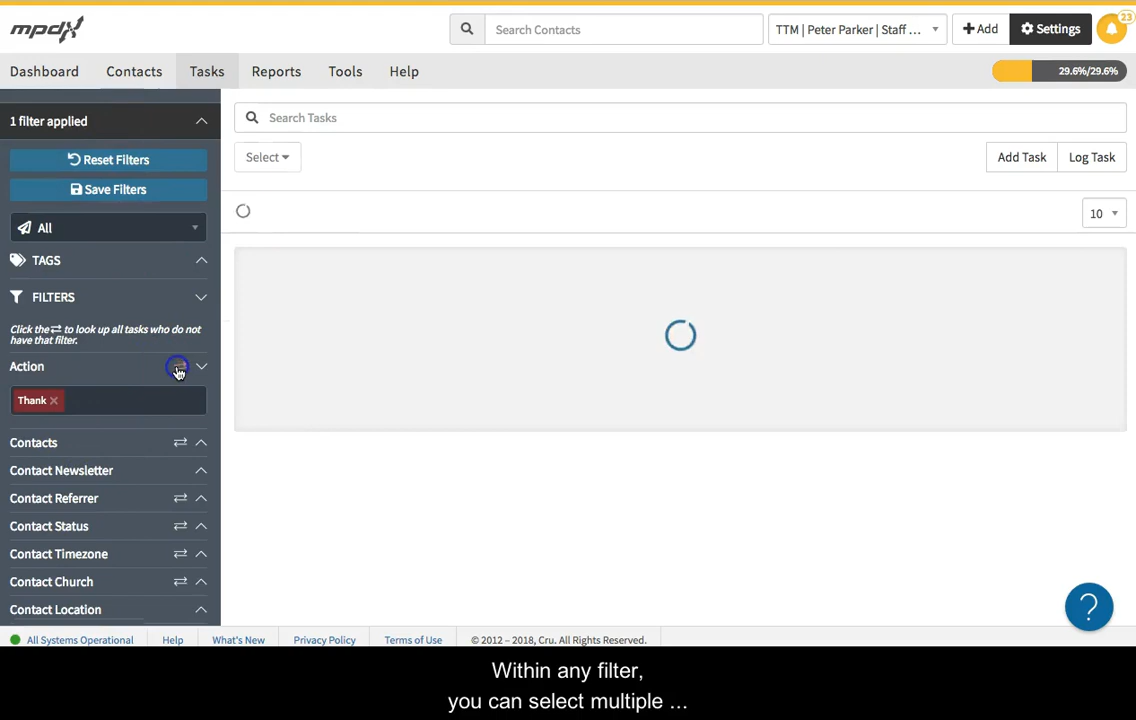 mpdx
Search Contacts
TTM | Peter Parker | Staff ...
Add
Settings
23
Dashboard
Contacts
Tasks
Reports
Tools
Help
29.6%/29.6%
1 filter applied
Search Tasks
Reset Filters
Select
Add Task
Log Task
Save Filters
All
10
TAGS
FILTERS
Click the ⇄ to look up all tasks who do not
have that filter.
Action
Thank ×
Contacts
Contact Newsletter
Contact Referrer
Contact Status
Contact Timezone
Contact Church
Contact Location
?
All Systems Operational
Help
What's New
Privacy Policy
Terms of Use
© 2012 – 2018, Cru. All Rights Reserved.
Within any filter,
you can select multiple ...